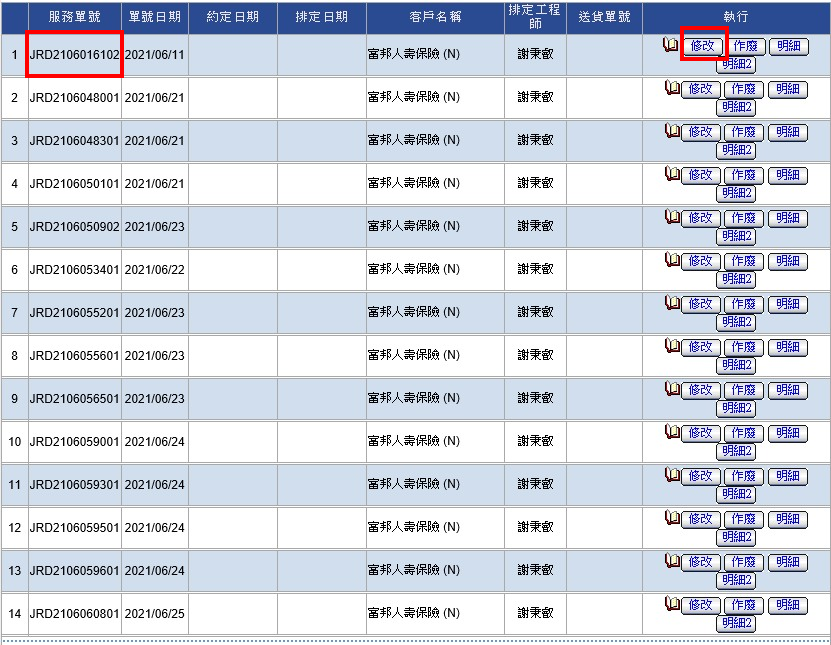 服務單號 單號日期 約定日期 排定日期 客戶名稱 排定工程師 送貨單號 執行
1 JRD2106016102 2021/06/11 富邦人壽保險 (N) 謝秉叡 修改 作廢 明細
明細2
2 JRD2106048001 2021/06/21 富邦人壽保險 (N) 謝秉叡 修改 作廢 明細
明細2
3 JRD2106048301 2021/06/21 富邦人壽保險 (N) 謝秉叡 修改 作廢 明細
明細2
4 JRD2106050101 2021/06/21 富邦人壽保險 (N) 謝秉叡 修改 作廢 明細
明細2
5 JRD2106050902 2021/06/23 富邦人壽保險 (N) 謝秉叡 修改 作廢 明細
明細2
6 JRD2106053401 2021/06/22 富邦人壽保險 (N) 謝秉叡 修改 作廢 明細
明細2
7 JRD2106055201 2021/06/23 富邦人壽保險 (N) 謝秉叡 修改 作廢 明細
明細2
8 JRD2106055601 2021/06/23 富邦人壽保險 (N) 謝秉叡 修改 作廢 明細
明細2
9 JRD2106056501 2021/06/23 富邦人壽保險 (N) 謝秉叡 修改 作廢 明細
明細2
10 JRD2106059001 2021/06/24 富邦人壽保險 (N) 謝秉叡 修改 作廢 明細
明細2
11 JRD2106059301 2021/06/24 富邦人壽保險 (N) 謝秉叡 修改 作廢 明細
明細2
12 JRD2106059501 2021/06/24 富邦人壽保險 (N) 謝秉叡 修改 作廢 明細
明細2
13 JRD2106059601 2021/06/24 富邦人壽保險 (N) 謝秉叡 修改 作廢 明細
明細2
14 JRD2106060801 2021/06/25 富邦人壽保險 (N) 謝秉叡 修改 作廢 明細
明細2